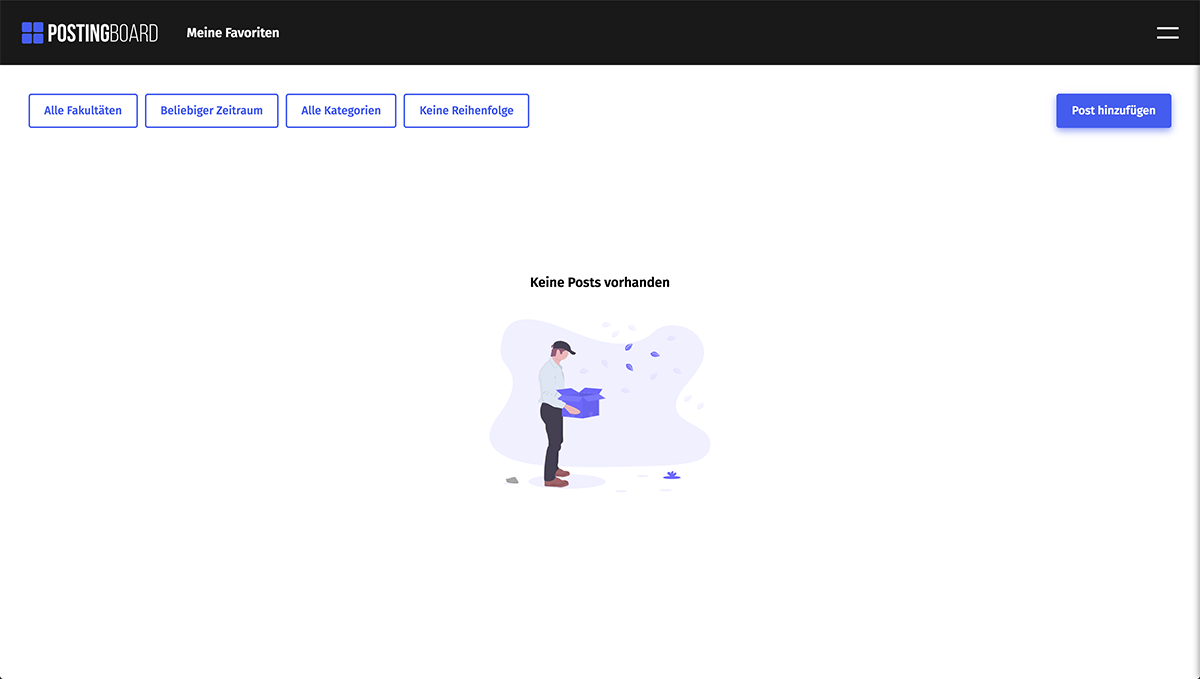 POSTINGBOARD
Meine Favoriten
Alle Fakultäten
Beliebiger Zeitraum
Alle Kategorien
Keine Reihenfolge
Post hinzufügen
Keine Posts vorhanden